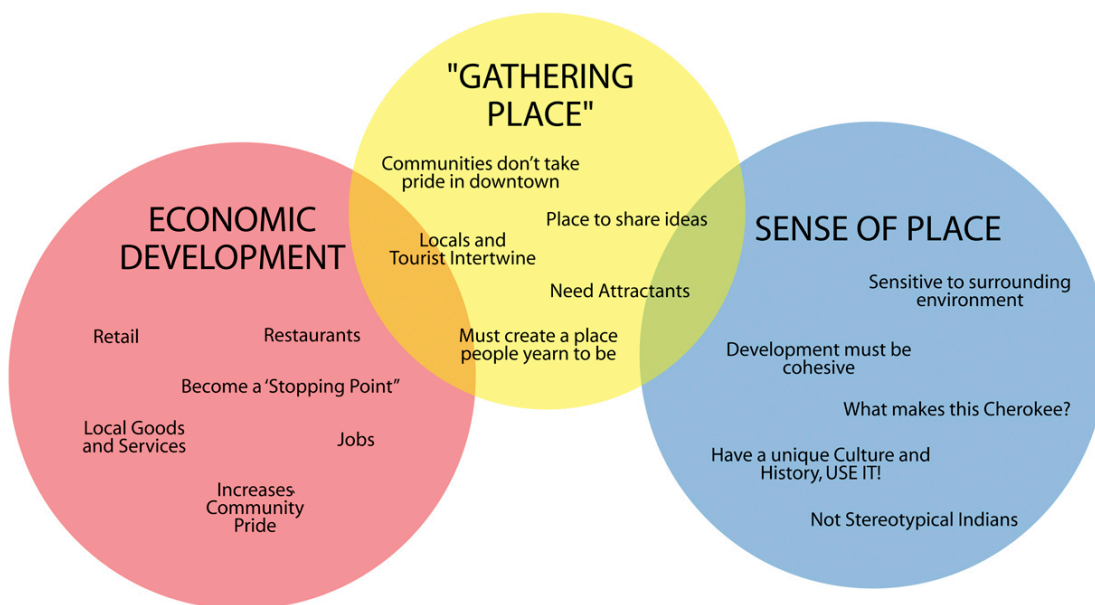 "GATHERING
PLACE"
Communities don't take
pride in downtown
Place to share ideas
Locals and
Tourist Intertwine
Need Attractants
Must create a place
people yearn to be
ECONOMIC
DEVELOPMENT
Retail
Restaurants
Become a 'Stopping Point"
Local Goods
and Services
Jobs
Increases
Community
Pride
SENSE OF PLACE
Sensitive to surrounding
environment
Development must be
cohesive
What makes this Cherokee?
Have a unique Culture and
History, USE IT!
Not Stereotypical Indians